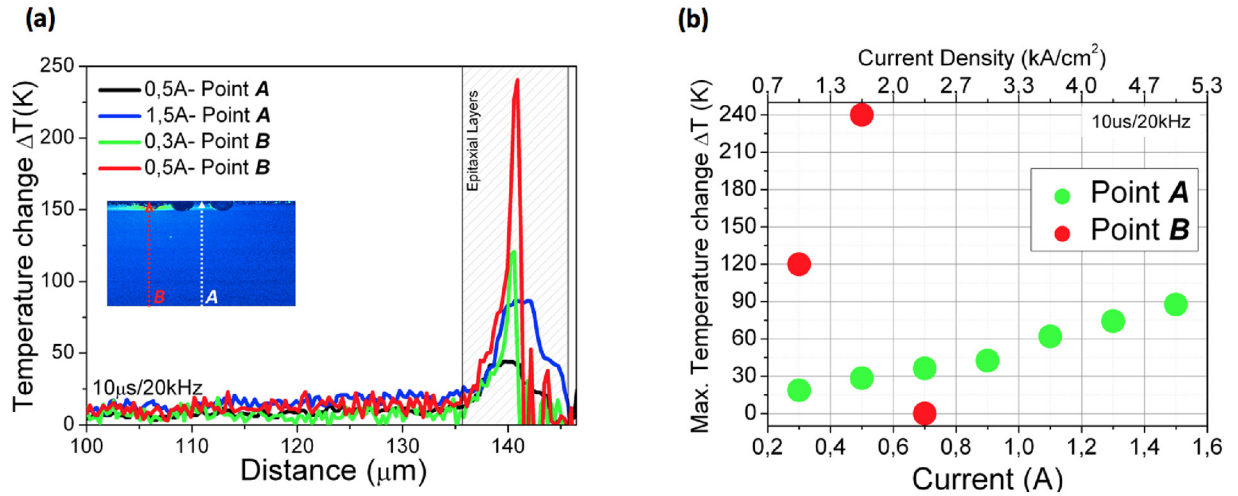 (a)
250
200
150
100
50
0
Temperature change ΔT(K)
0,5A- Point A
1,5A- Point A
0,3A- Point B
0,5A- Point B
Epitaxial Layers
B
A
10μs/20kHz
100
110
120
130
140
Distance (μm)
(b)
Current Density (kA/cm²)
0.7 1.3 2.0 2.3 3.3 4.0 4.7 5.3
240
210
180
150
120
90
60
30
0
Max. Temperature change ΔT (K)
10us/20kHz
Point A
Point B
0,2 0,4 0,6 0,8 1,0 1,2 1,4 1,6
Current (A)